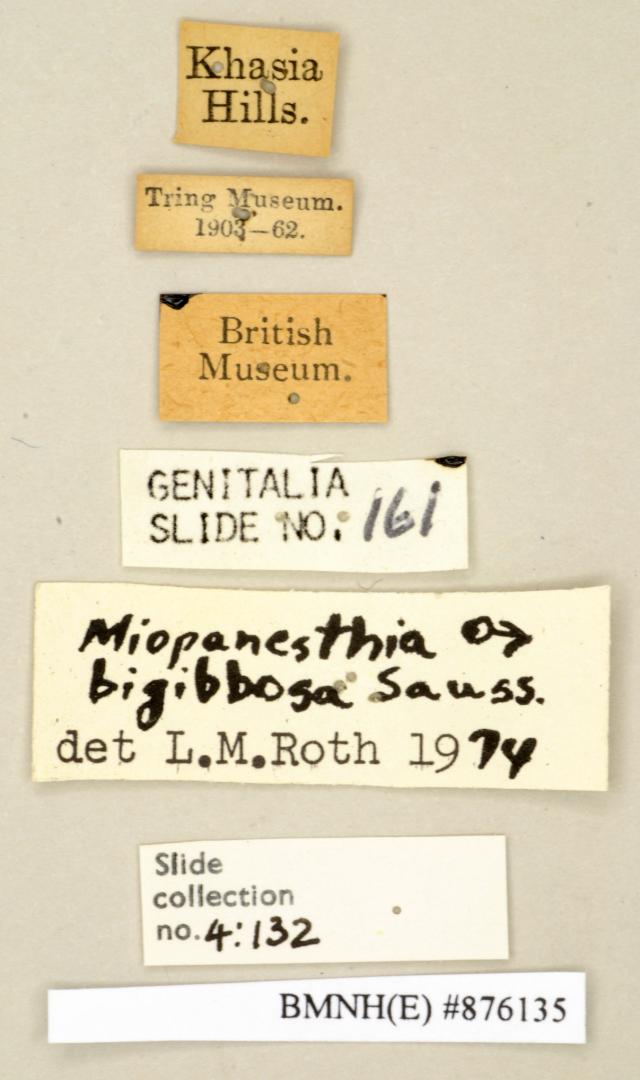 Khasia
Hills.
Tring Museum.
1903—62.
British
Museum.
GENITALIA
SLIDE NO. 161
Miopanesthia ♂
bigibbosa Sauss.
det L.M.Roth 1974
Slide
collection
no. 4:132
BMNH(E) #876135